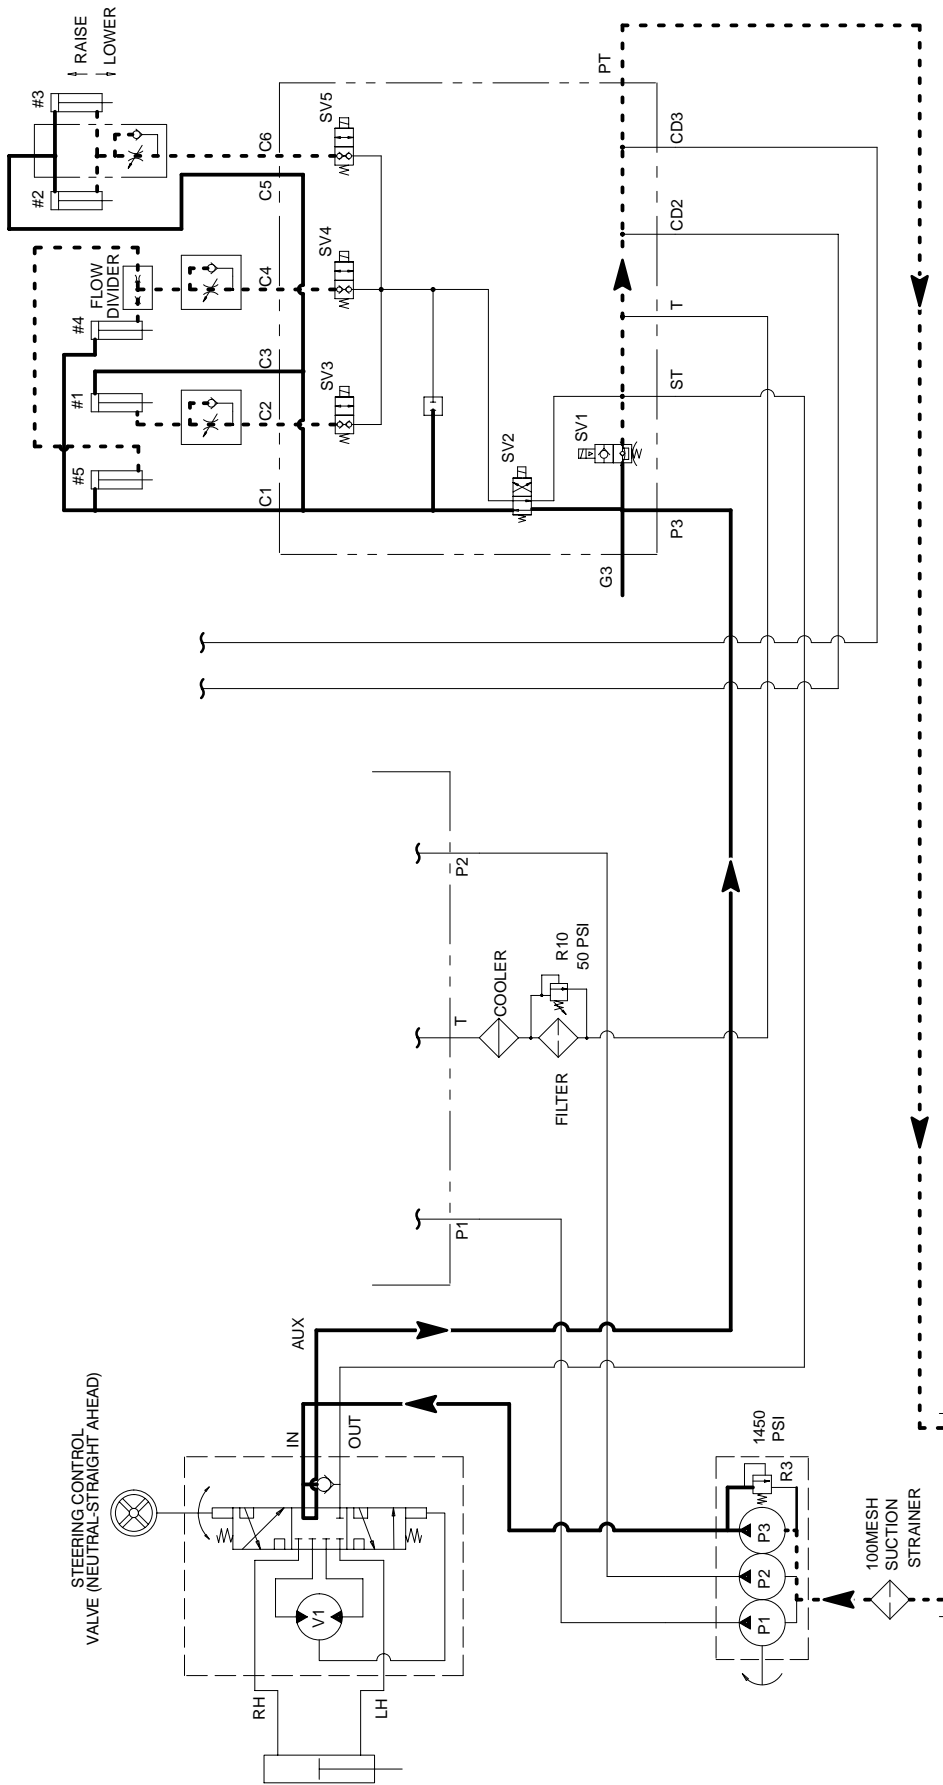 #2
#3
RAISE
LOWER
#5
#1
#4
FLOW
DIVIDER
C1
C2
C3
C4
C5
C6
SV3
SV4
SV5
SV2
SV1
G3
P3
ST
T
CD2
CD3
PT
P1
T
P2
COOLER
R10
50 PSI
FILTER
STEERING CONTROL
VALVE (NEUTRAL-STRAIGHT AHEAD)
AUX
IN
OUT
V1
RH
LH
1450
PSI
R3
P1
P2
P3
100MESH
SUCTION
STRAINER